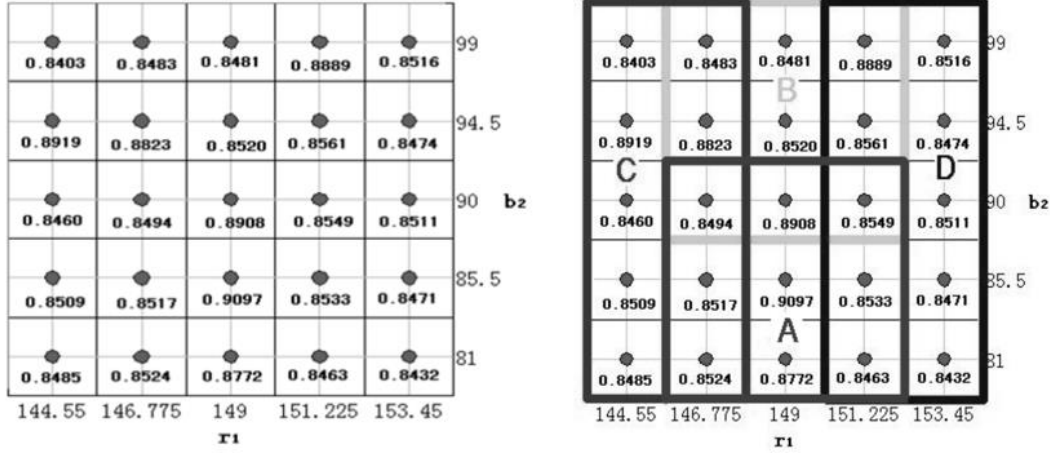 0.8403 0.8483 0.8481 0.8889 0.8516 99
0.8919 0.8823 0.8520 0.8561 0.8474 94.5
0.8460 0.8494 0.8908 0.8549 0.8511 90 b2
0.8509 0.8517 0.9097 0.8533 0.8471 85.5
0.8485 0.8524 0.8772 0.8463 0.8432 81
144.55 146.775 149 151.225 153.45
r1
0.8403 0.8483 0.8481 0.8889 0.8516 99
B
0.8919 0.8823 0.8520 0.8561 0.8474 94.5
C D
0.8460 0.8494 0.8908 0.8549 0.8511 90 b2
0.8509 0.8517 0.9097 0.8533 0.8471 85.5
A
0.8485 0.8524 0.8772 0.8463 0.8432 81
144.55 146.775 149 151.225 153.45
r1